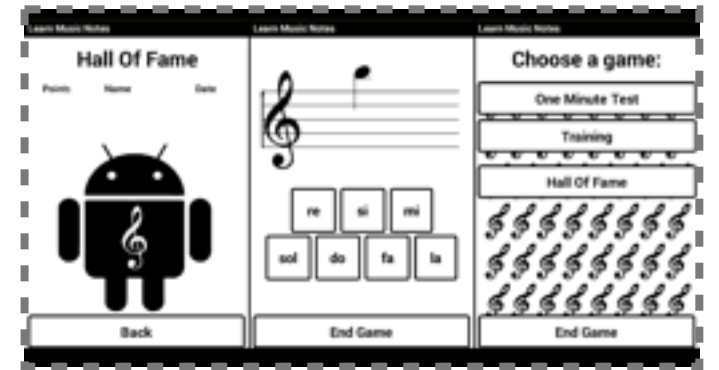 Learn Music Notes
Hall Of Fame
Points Name Date
Back
Learn Music Notes
re si mi
sol do fa la
End Game
Learn Music Notes
Choose a game:
One Minute Test
Training
Hall Of Fame
End Game